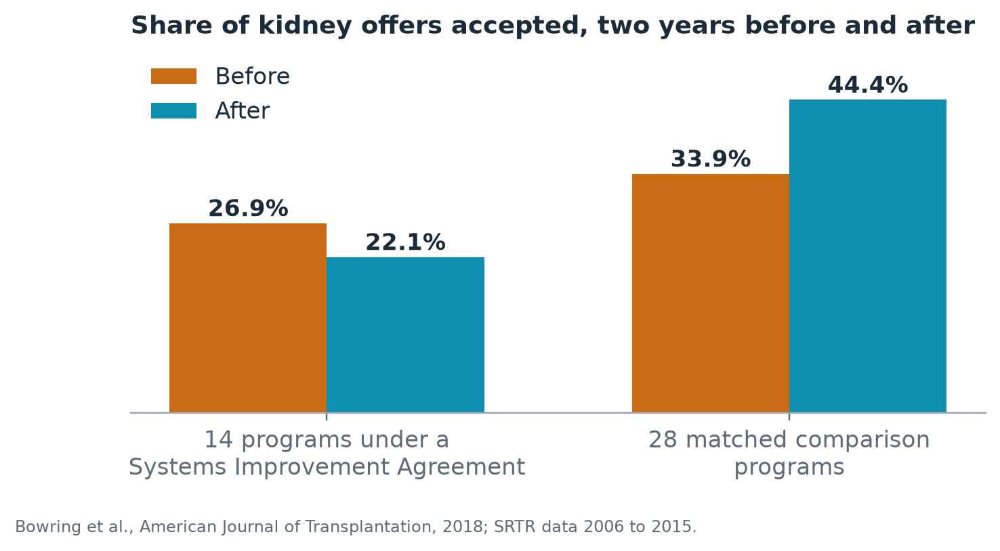 Share of kidney offers accepted, two years before and after
Before
After
44.4%
33.9%
26.9%
22.1%
14 programs under a
Systems Improvement Agreement
28 matched comparison
programs
Bowring et al., American Journal of Transplantation, 2018; SRTR data 2006 to 2015.